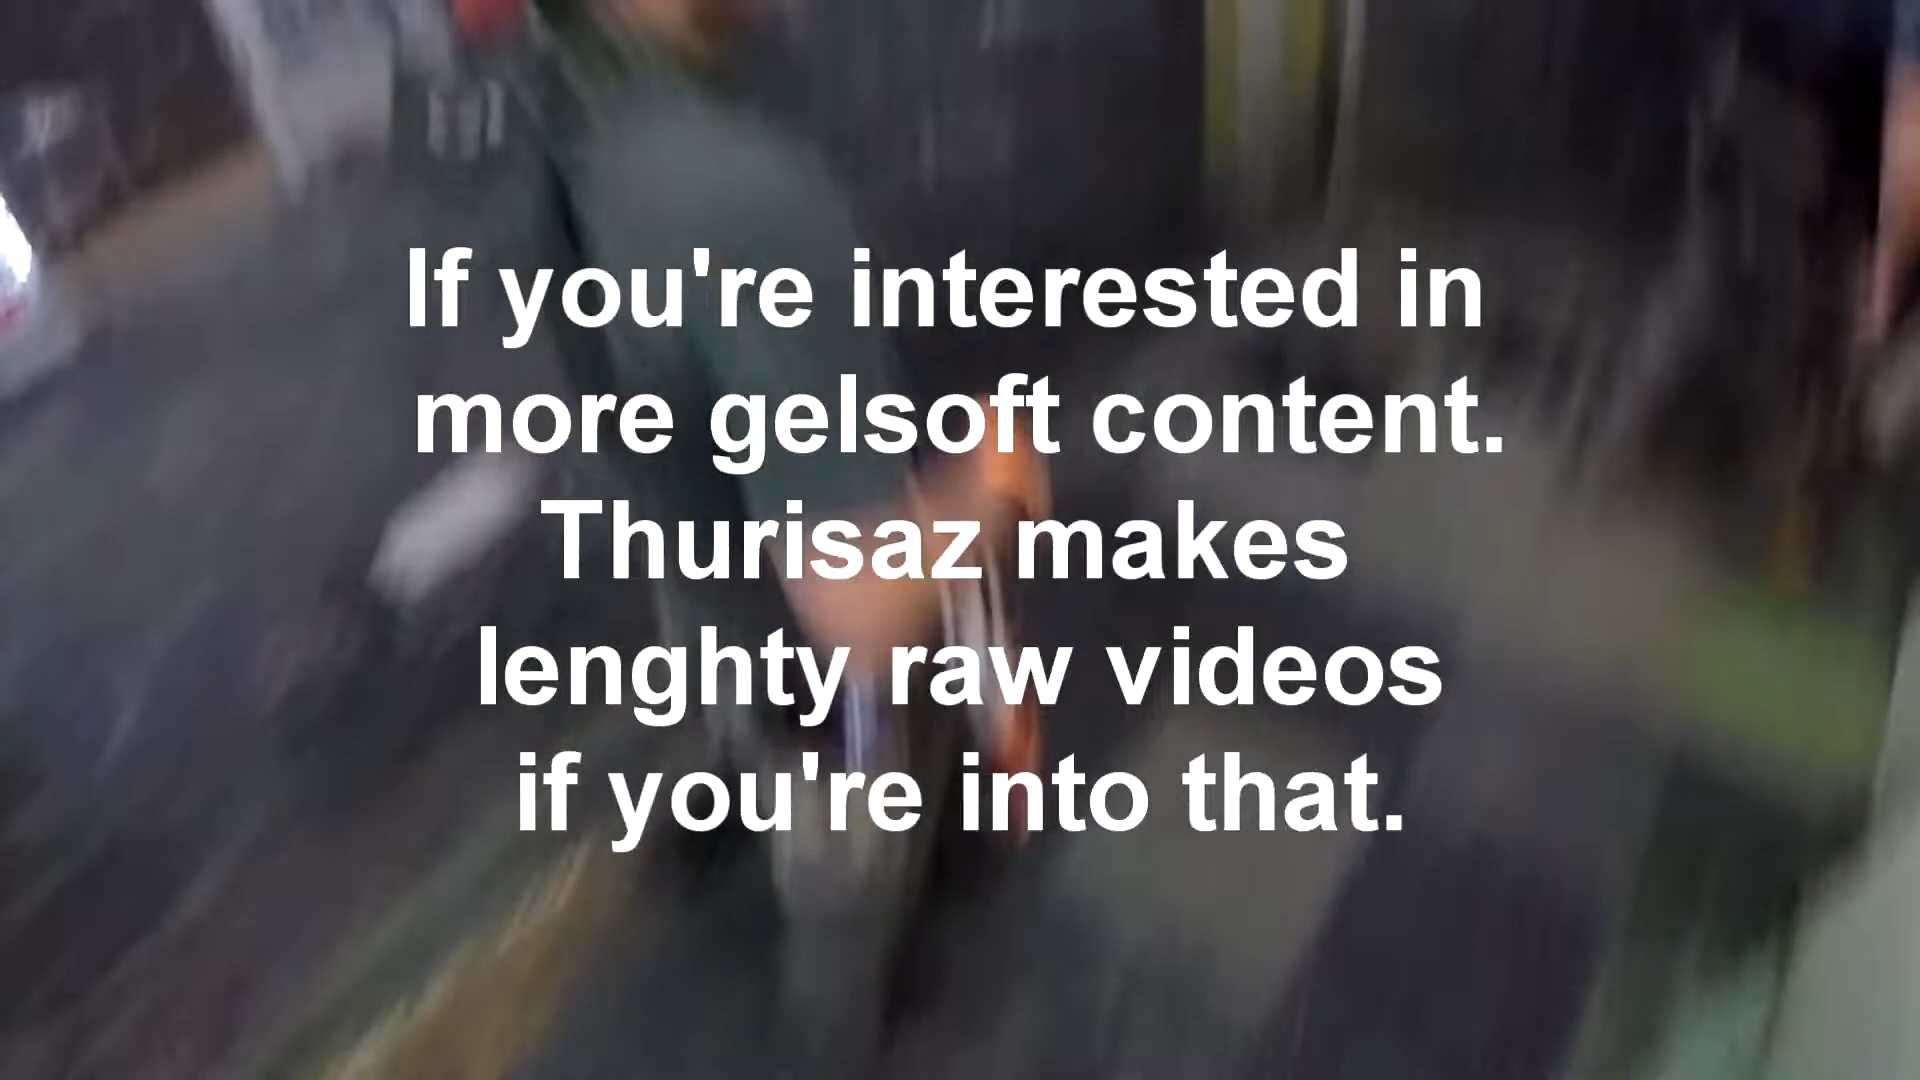 If you're interested in
more gelsoft content.
Thurisaz makes
lenghty raw videos
if you're into that.